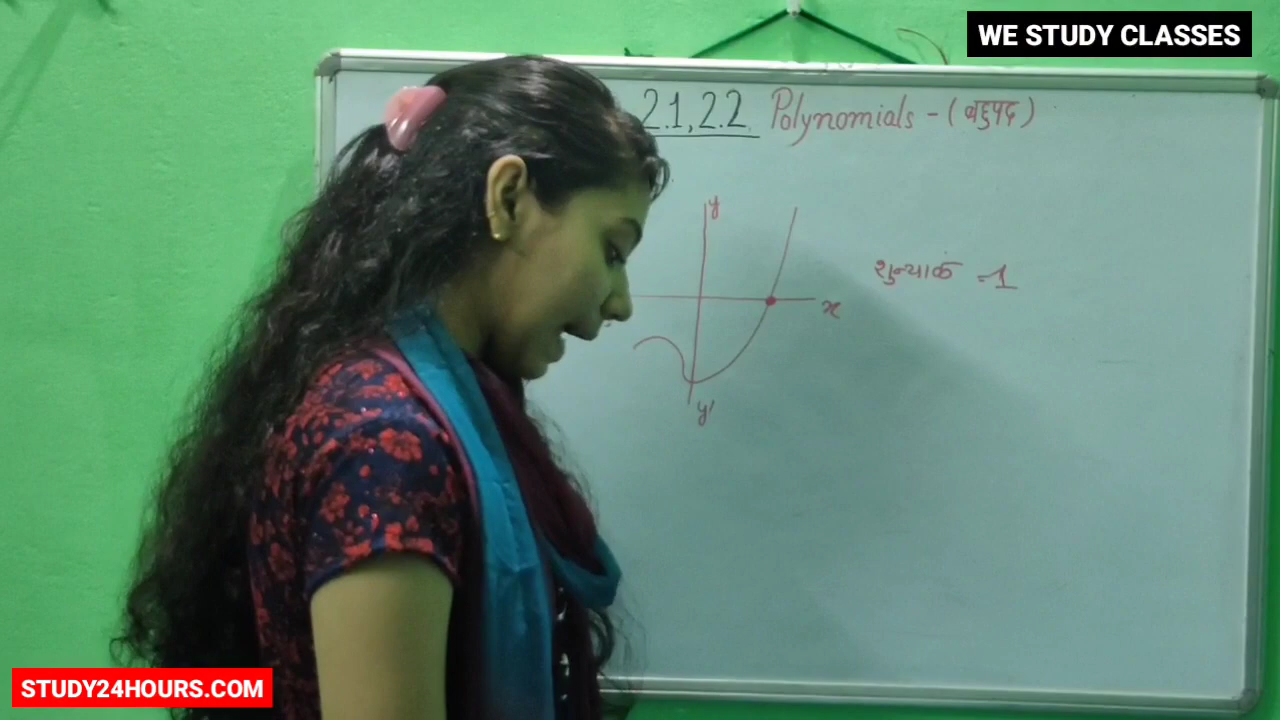 WE STUDY CLASSES
2.1, 2.2 Polynomials - (बहुपद)
y
शुन्याकं -1
x
y'
STUDY24HOURS.COM